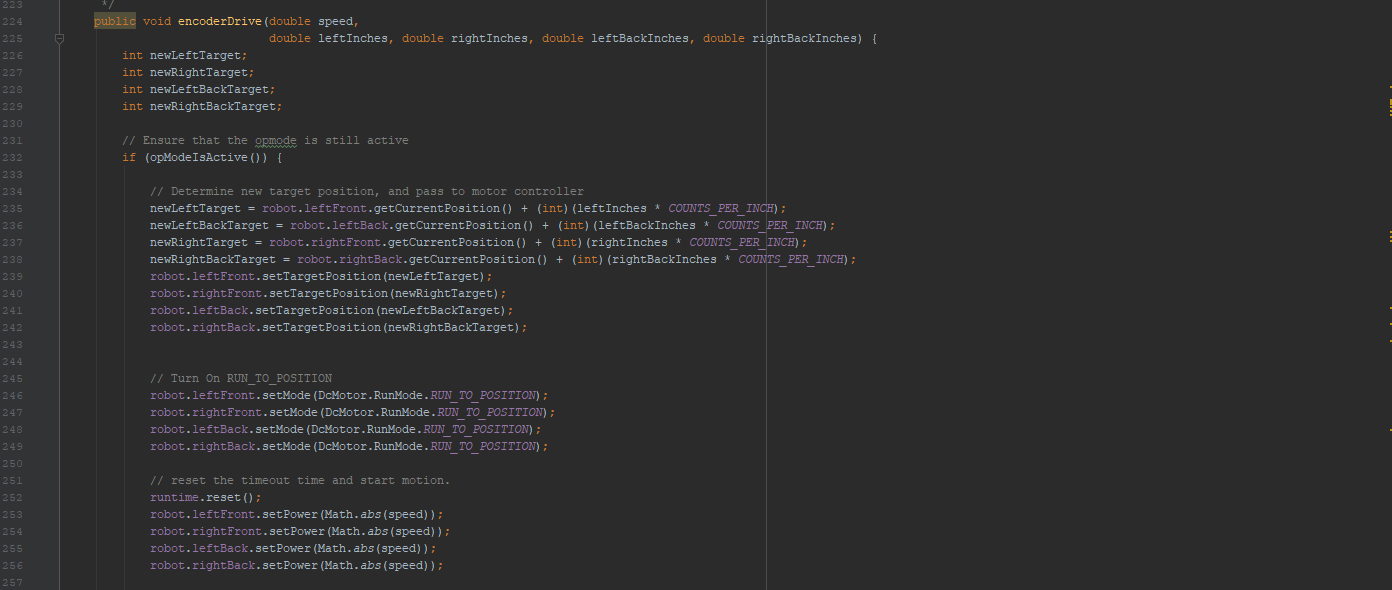 223 */
224 public void encoderDrive(double speed,
225 double leftInches, double rightInches, double leftBackInches, double rightBackInches) {
226 int newLeftTarget;
227 int newRightTarget;
228 int newLeftBackTarget;
229 int newRightBackTarget;
230
231 // Ensure that the opmode is still active
232 if (opModeIsActive()) {
233
234 // Determine new target position, and pass to motor controller
235 newLeftTarget = robot.leftFront.getCurrentPosition() + (int)(leftInches * COUNTS_PER_INCH);
236 newLeftBackTarget = robot.leftBack.getCurrentPosition() + (int)(leftBackInches * COUNTS_PER_INCH);
237 newRightTarget = robot.rightFront.getCurrentPosition() + (int)(rightInches * COUNTS_PER_INCH);
238 newRightBackTarget = robot.rightBack.getCurrentPosition() + (int)(rightBackInches * COUNTS_PER_INCH);
239 robot.leftFront.setTargetPosition(newLeftTarget);
240 robot.rightFront.setTargetPosition(newRightTarget);
241 robot.leftBack.setTargetPosition(newLeftBackTarget);
242 robot.rightBack.setTargetPosition(newRightBackTarget);
243
244
245 // Turn On RUN_TO_POSITION
246 robot.leftFront.setMode(DcMotor.RunMode.RUN_TO_POSITION);
247 robot.rightFront.setMode(DcMotor.RunMode.RUN_TO_POSITION);
248 robot.leftBack.setMode(DcMotor.RunMode.RUN_TO_POSITION);
249 robot.rightBack.setMode(DcMotor.RunMode.RUN_TO_POSITION);
250
251 // reset the timeout time and start motion.
252 runtime.reset();
253 robot.leftFront.setPower(Math.abs(speed));
254 robot.rightFront.setPower(Math.abs(speed));
255 robot.leftBack.setPower(Math.abs(speed));
256 robot.rightBack.setPower(Math.abs(speed));
257